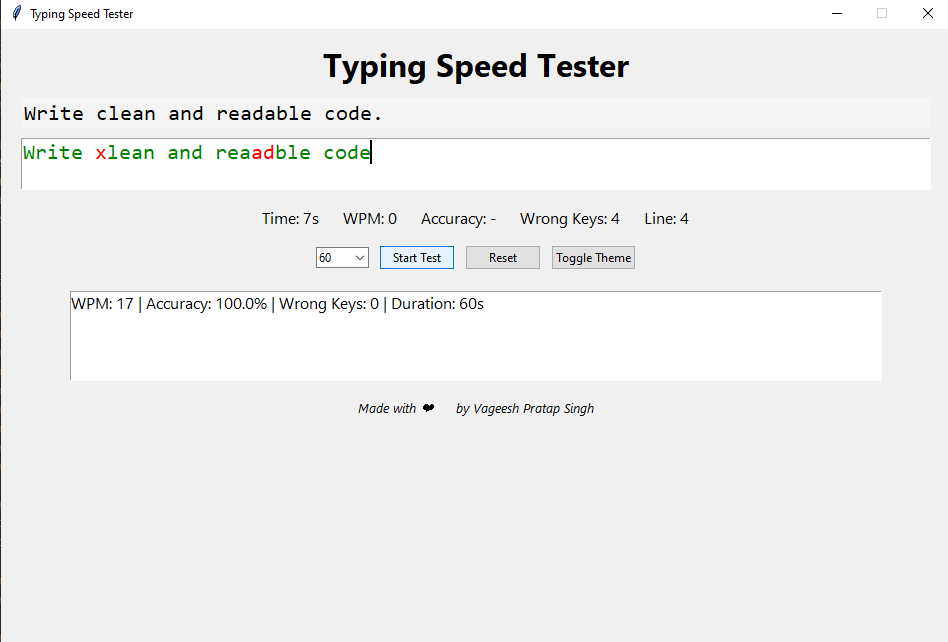 Typing Speed Tester
Typing Speed Tester
Write clean and readable code.
Write xlean and reaadble code
Time: 7s WPM: 0 Accuracy: - Wrong Keys: 4 Line: 4
60 Start Test Reset Toggle Theme
WPM: 17 | Accuracy: 100.0% | Wrong Keys: 0 | Duration: 60s
Made with ❤ by Vageesh Pratap Singh